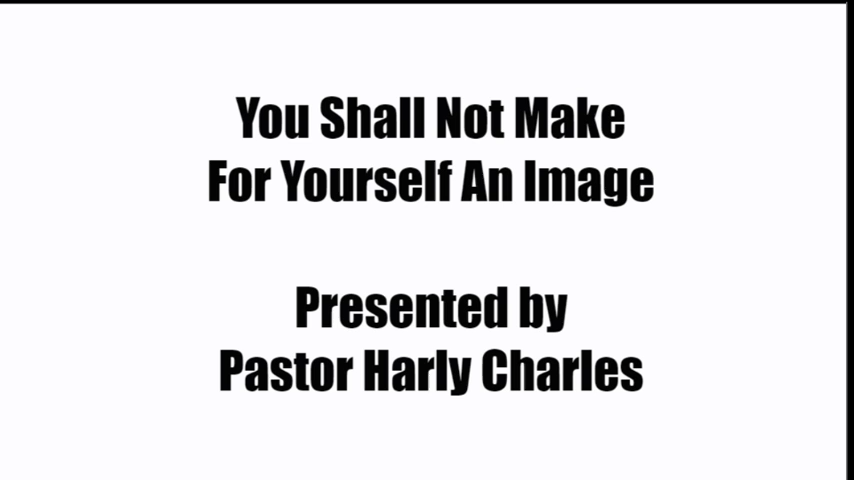 You Shall Not Make
For Yourself An Image
Presented by
Pastor Harly Charles